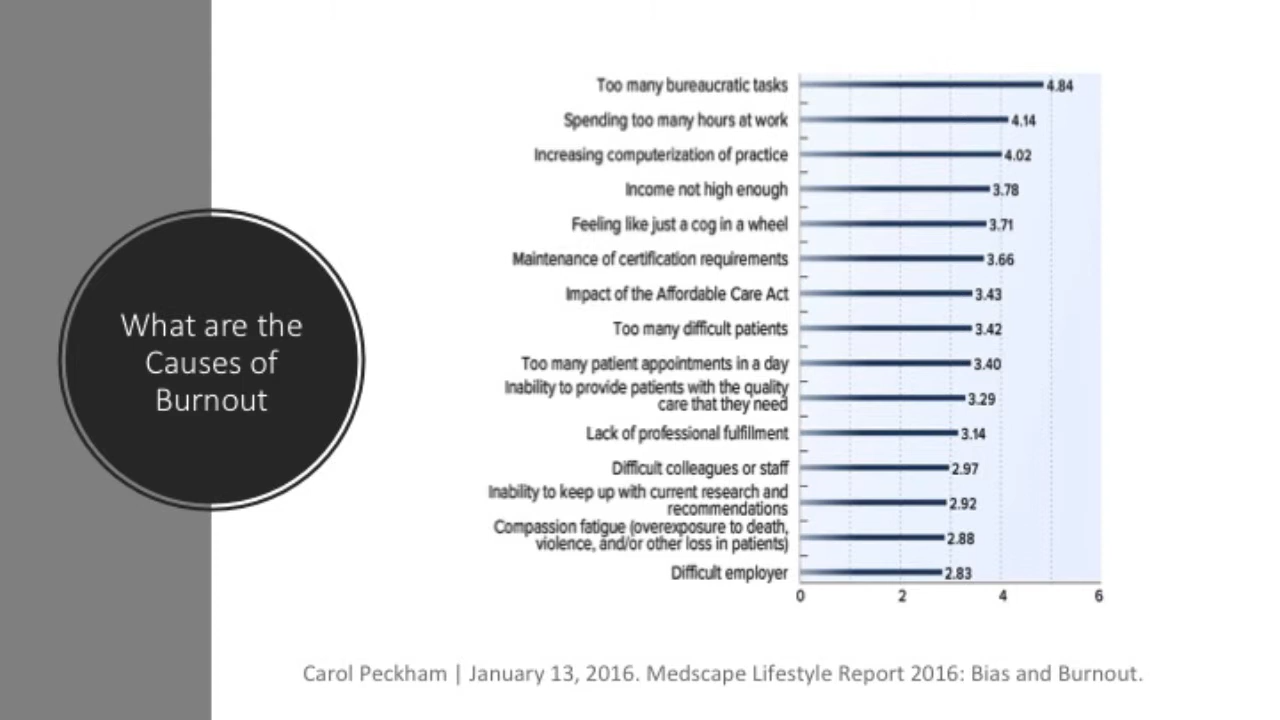 What are the
Causes of
Burnout
Too many bureaucratic tasks 4.84
Spending too many hours at work 4.14
Increasing computerization of practice 4.02
Income not high enough 3.78
Feeling like just a cog in a wheel 3.71
Maintenance of certification requirements 3.66
Impact of the Affordable Care Act 3.43
Too many difficult patients 3.42
Too many patient appointments in a day 3.40
Inability to provide patients with the quality
care that they need 3.29
Lack of professional fulfillment 3.14
Difficult colleagues or staff 2.97
Inability to keep up with current research and
recommendations 2.92
Compassion fatigue (overexposure to death,
violence, and/or other loss in patients) 2.88
Difficult employer 2.83
0 2 4 6
Carol Peckham | January 13, 2016. Medscape Lifestyle Report 2016: Bias and Burnout.